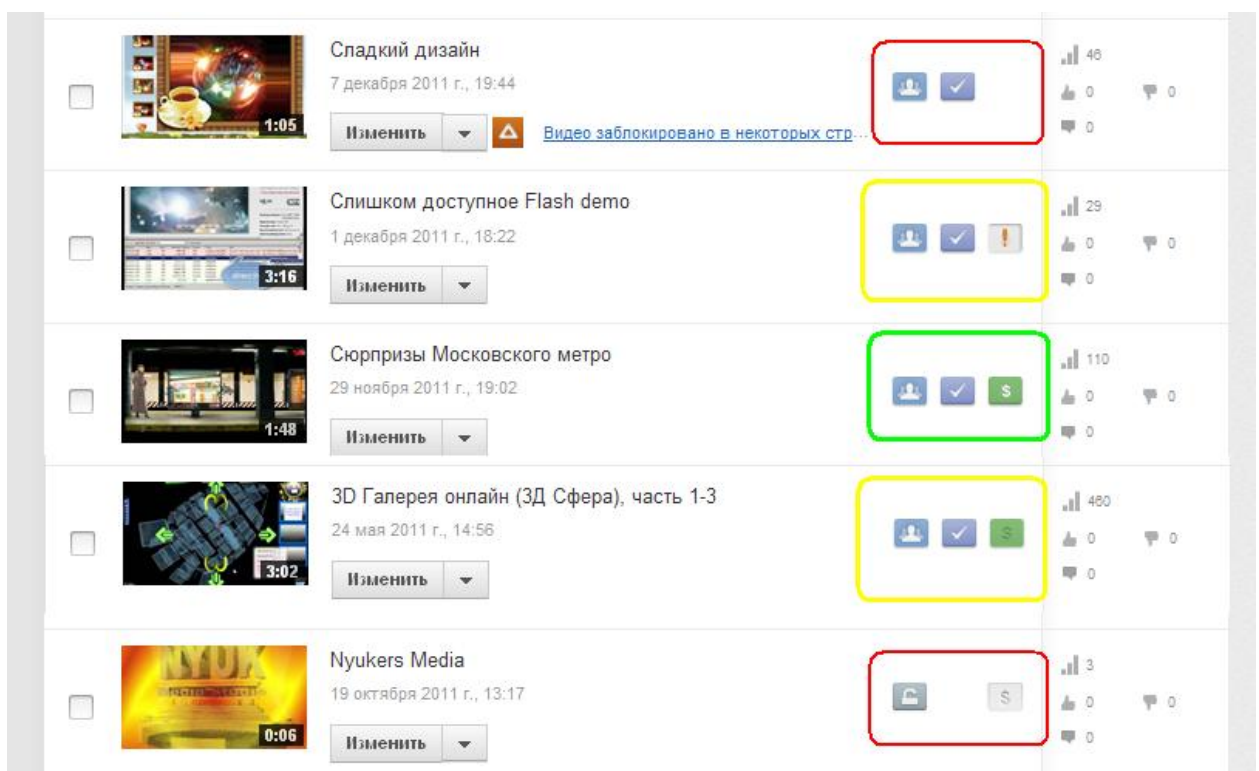 Сладкий дизайн
7 декабря 2011 г., 19:44
1:05
Изменить
Видео заблокировано в некоторых стр...
46
0 0
0
Слишком доступное Flash demo
1 декабря 2011 г., 18:22
3:16
Изменить
!
29
0 0
0
Сюрпризы Московского метро
29 ноября 2011 г., 19:02
1:48
Изменить
$
110
0 0
0
3D Галерея онлайн (3Д Сфера), часть 1-3
24 мая 2011 г., 14:56
3:02
Изменить
$
460
0 0
0
Nyukers Media
19 октября 2011 г., 13:17
NYUK
0:06
Изменить
$
3
0 0
0